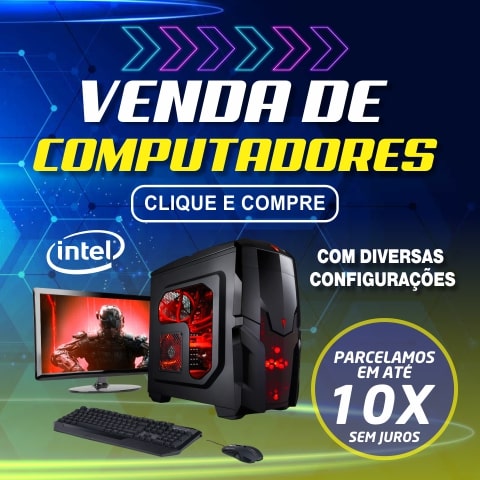 VENDA DE
COMPUTADORES
CLIQUE E COMPRE
intel
COM DIVERSAS
CONFIGURAÇÕES
PARCELAMOS
EM ATÉ
10X
SEM JUROS